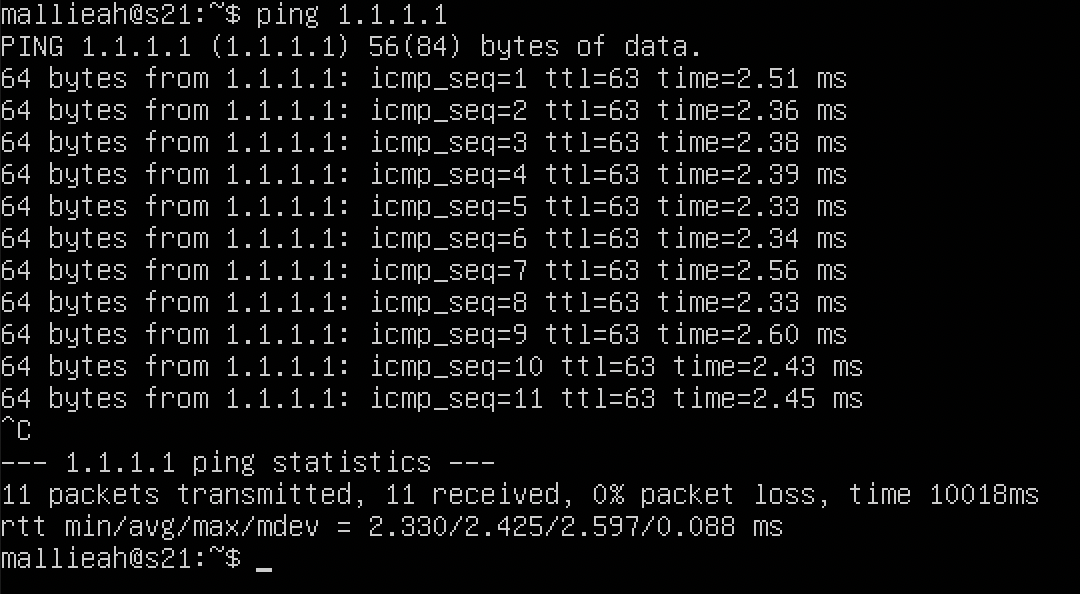 mallieah@s21:~$ ping 1.1.1.1
PING 1.1.1.1 (1.1.1.1) 56(84) bytes of data.
64 bytes from 1.1.1.1: icmp_seq=1 ttl=63 time=2.51 ms
64 bytes from 1.1.1.1: icmp_seq=2 ttl=63 time=2.36 ms
64 bytes from 1.1.1.1: icmp_seq=3 ttl=63 time=2.38 ms
64 bytes from 1.1.1.1: icmp_seq=4 ttl=63 time=2.39 ms
64 bytes from 1.1.1.1: icmp_seq=5 ttl=63 time=2.33 ms
64 bytes from 1.1.1.1: icmp_seq=6 ttl=63 time=2.34 ms
64 bytes from 1.1.1.1: icmp_seq=7 ttl=63 time=2.56 ms
64 bytes from 1.1.1.1: icmp_seq=8 ttl=63 time=2.33 ms
64 bytes from 1.1.1.1: icmp_seq=9 ttl=63 time=2.60 ms
64 bytes from 1.1.1.1: icmp_seq=10 ttl=63 time=2.43 ms
64 bytes from 1.1.1.1: icmp_seq=11 ttl=63 time=2.45 ms
^C
--- 1.1.1.1 ping statistics ---
11 packets transmitted, 11 received, 0% packet loss, time 10018ms
rtt min/avg/max/mdev = 2.330/2.425/2.597/0.088 ms
mallieah@s21:~$ _